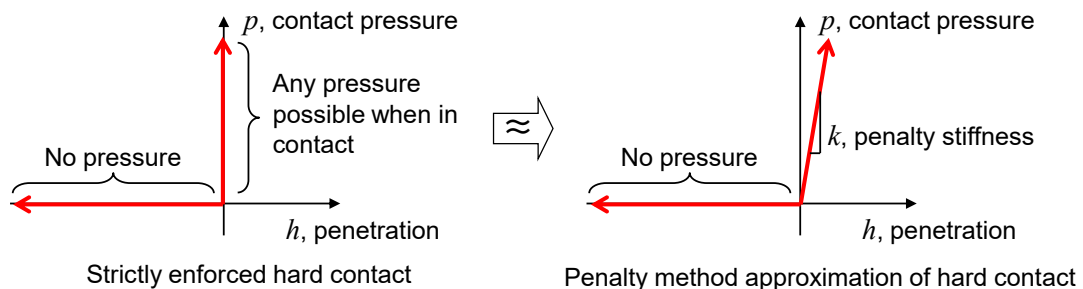 p, contact pressure
Any pressure
possible when in
contact
No pressure
h, penetration
Strictly enforced hard contact
≈
p, contact pressure
k, penalty stiffness
No pressure
h, penetration
Penalty method approximation of hard contact